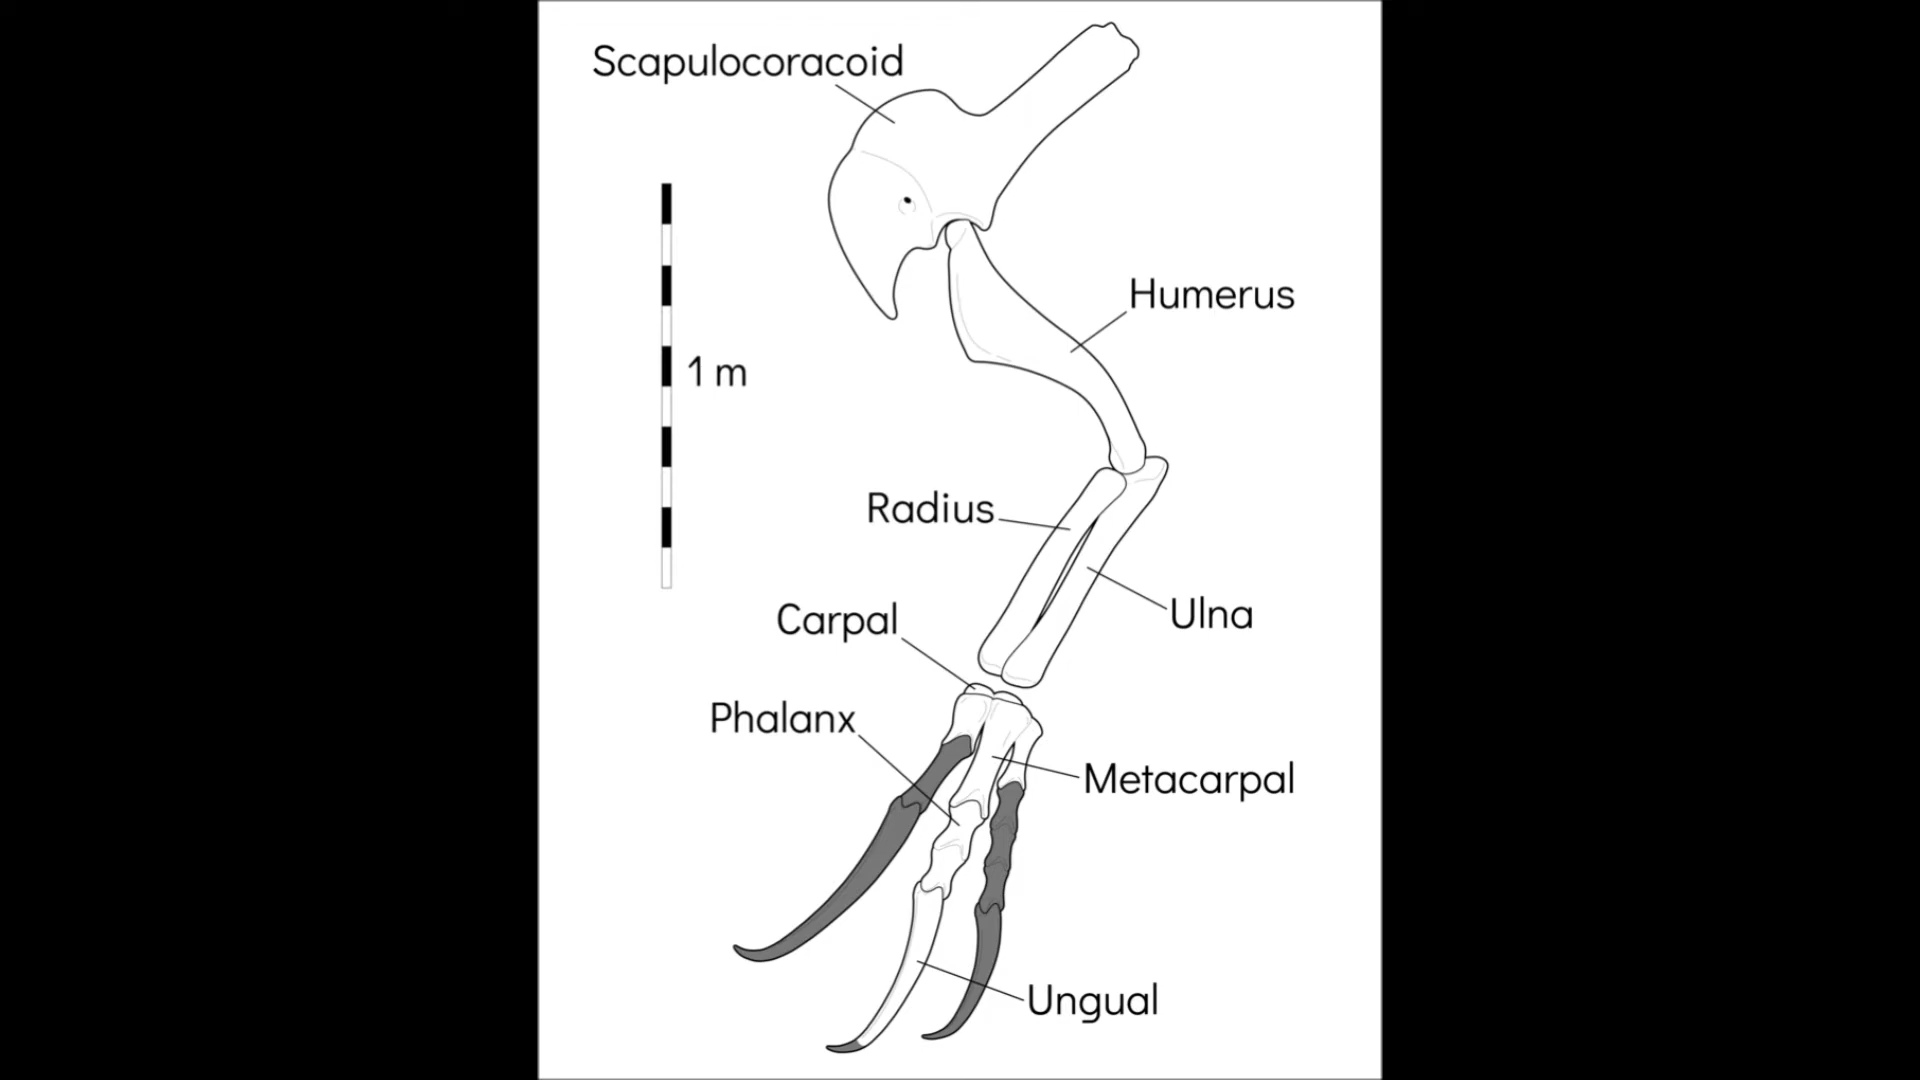 Scapulocoracoid
Humerus
1 m
Radius
Ulna
Carpal
Phalanx
Metacarpal
Ungual